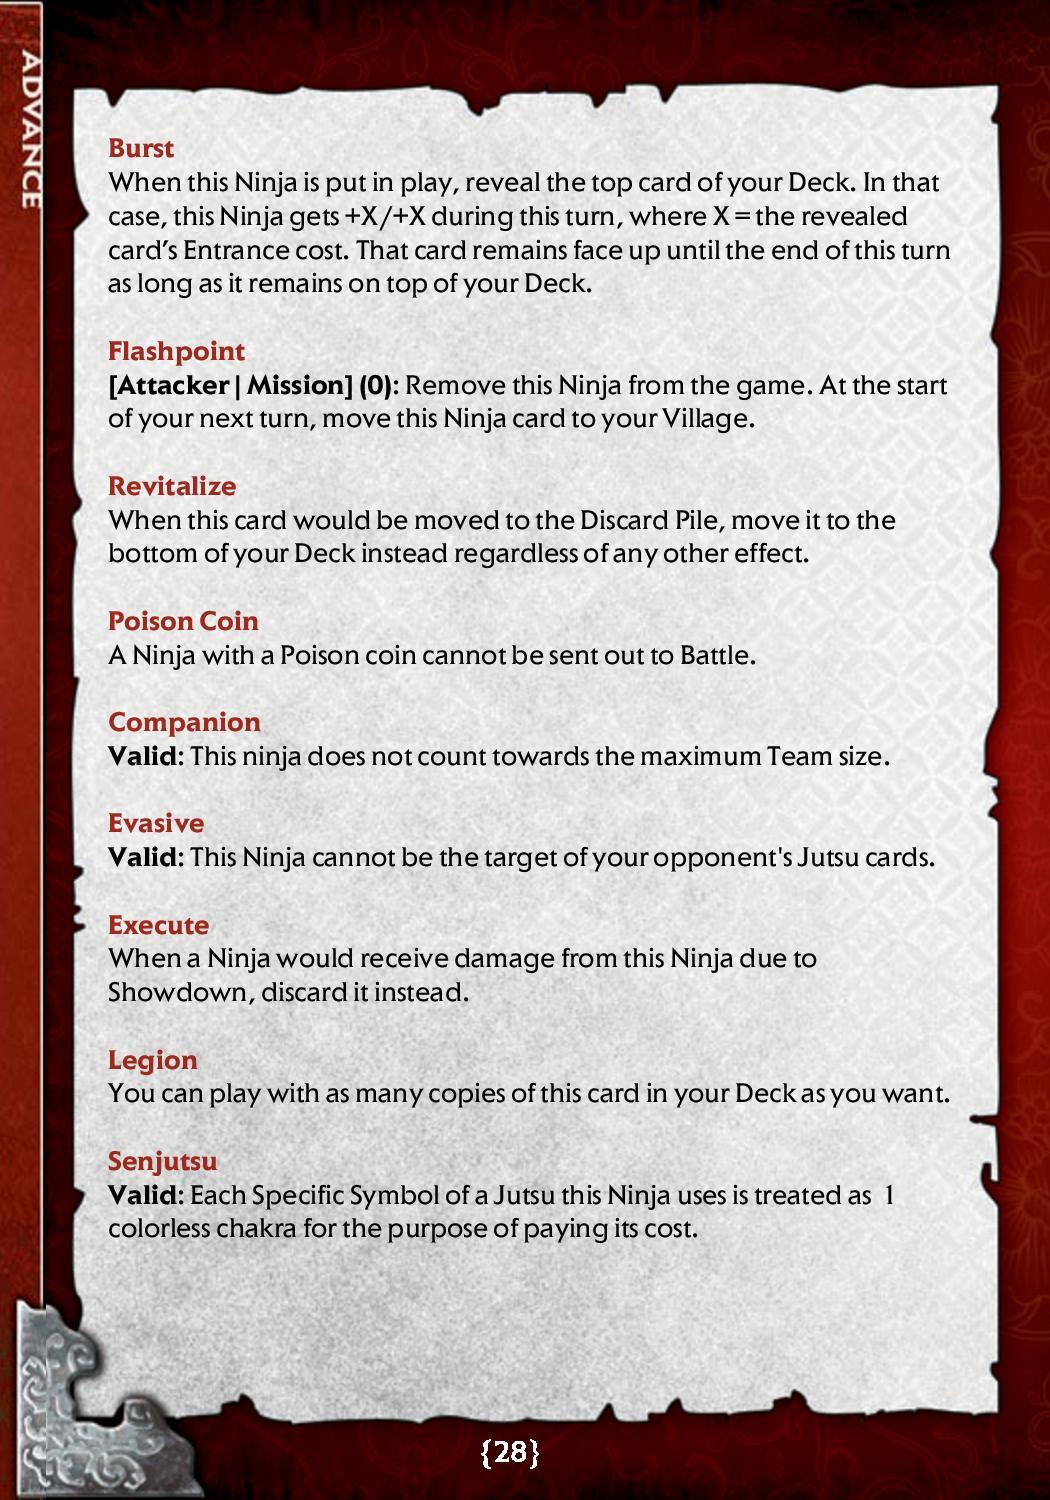 ADVANCE
Burst
When this Ninja is put in play, reveal the top card of your Deck. In that
case, this Ninja gets +X/+X during this turn, where X = the revealed
card's Entrance cost. That card remains face up until the end of this turn
as long as it remains on top of your Deck.
Flashpoint
[Attacker | Mission] (0): Remove this Ninja from the game. At the start
of your next turn, move this Ninja card to your Village.
Revitalize
When this card would be moved to the Discard Pile, move it to the
bottom of your Deck instead regardless of any other effect.
Poison Coin
A Ninja with a Poison coin cannot be sent out to Battle.
Companion
Valid: This ninja does not count towards the maximum Team size.
Evasive
Valid: This Ninja cannot be the target of your opponent's Jutsu cards.
Execute
When a Ninja would receive damage from this Ninja due to
Showdown, discard it instead.
Legion
You can play with as many copies of this card in your Deck as you want.
Senjutsu
Valid: Each Specific Symbol of a Jutsu this Ninja uses is treated as 1
colorless chakra for the purpose of paying its cost.
{28}